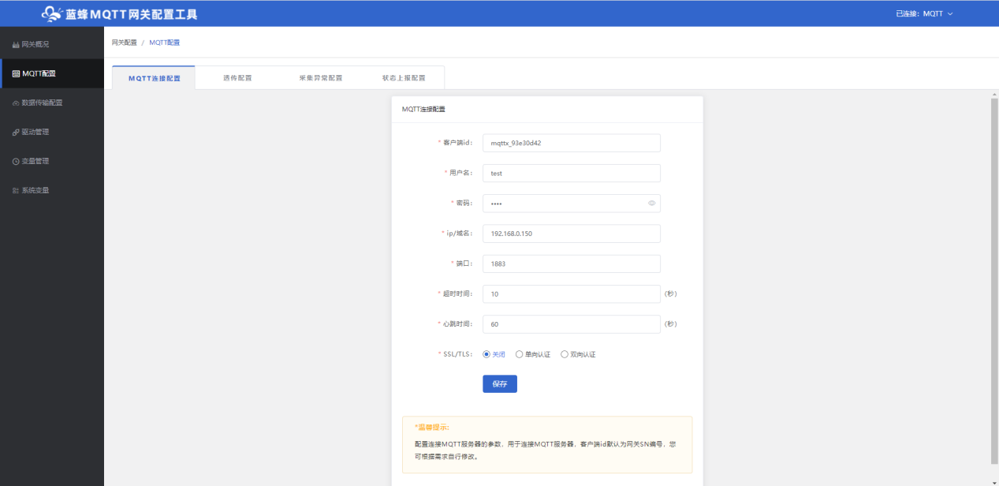 蓝蜂MQTT网关配置工具
已连接：MQTT
网关概况
MQTT配置
数据传输配置
驱动管理
变量管理
系统变量
网关配置 / MQTT配置
MQTT连接配置 透传配置 采集异常配置 状态上报配置
MQTT连接配置
* 客户端id: mqttx_93e30d42
* 用户名: test
* 密码: ••••
* ip/域名: 192.168.0.150
* 端口: 1883
* 超时时间: 10 (秒)
* 心跳时间: 60 (秒)
* SSL/TLS: 关闭 单向认证 双向认证
保存
*温馨提示:
配置连接MQTT服务器的参数，用于连接MQTT服务器，客户端id默认为网关SN编号，您
可根据需求自行修改。